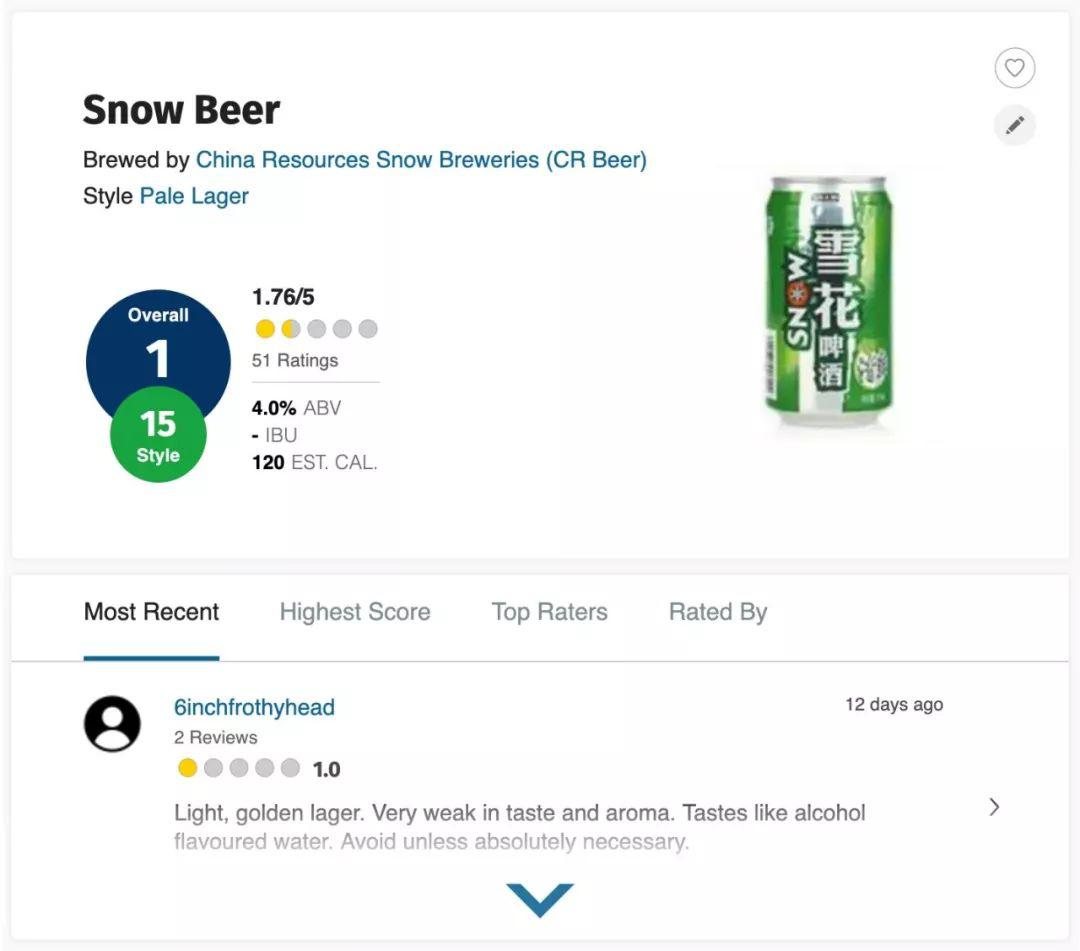 Snow Beer
Brewed by China Resources Snow Breweries (CR Beer)
Style Pale Lager
Overall
1
15
Style
1.76/5
51 Ratings
4.0% ABV
- IBU
120 EST. CAL.
SNOW
雪花
啤酒
Most Recent
Highest Score
Top Raters
Rated By
6inchfrothyhead
12 days ago
2 Reviews
1.0
Light, golden lager. Very weak in taste and aroma. Tastes like alcohol
flavoured water. Avoid unless absolutely necessary.